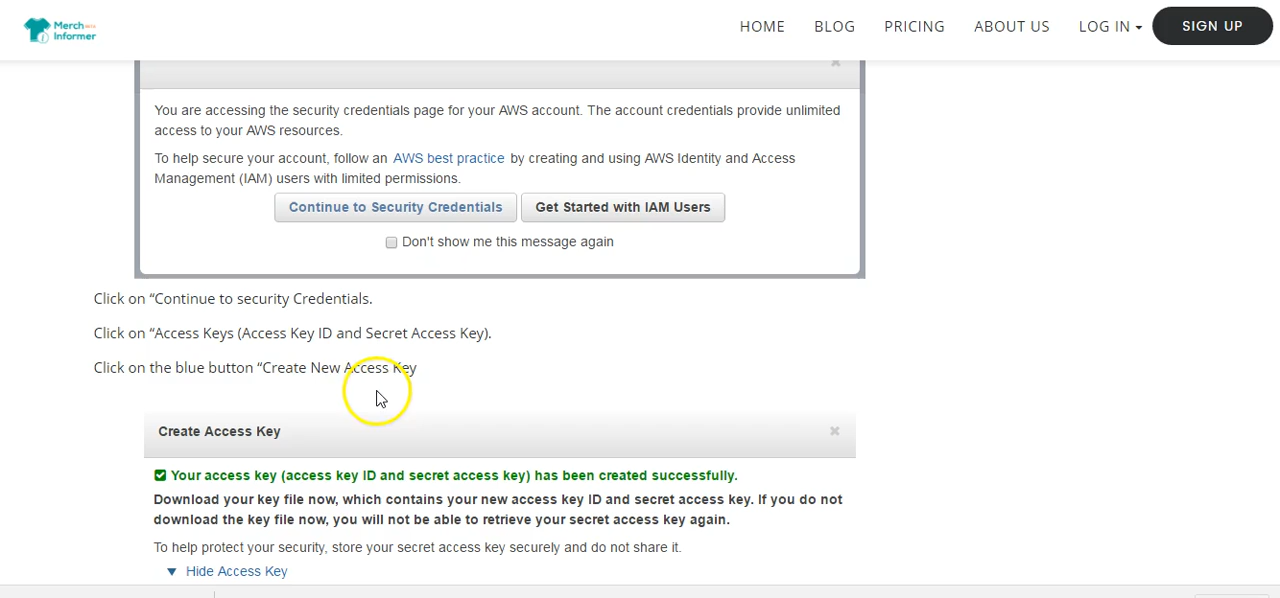 Merch
Informer
HOME
BLOG
PRICING
ABOUT US
LOG IN
SIGN UP
You are accessing the security credentials page for your AWS account. The account credentials provide unlimited
access to your AWS resources.
To help secure your account, follow an AWS best practice by creating and using AWS Identity and Access
Management (IAM) users with limited permissions.
Continue to Security Credentials
Get Started with IAM Users
Don't show me this message again
Click on “Continue to security Credentials.
Click on “Access Keys (Access Key ID and Secret Access Key).
Click on the blue button “Create New Access Key
Create Access Key
Your access key (access key ID and secret access key) has been created successfully.
Download your key file now, which contains your new access key ID and secret access key. If you do not
download the key file now, you will not be able to retrieve your secret access key again.
To help protect your security, store your secret access key securely and do not share it.
Hide Access Key